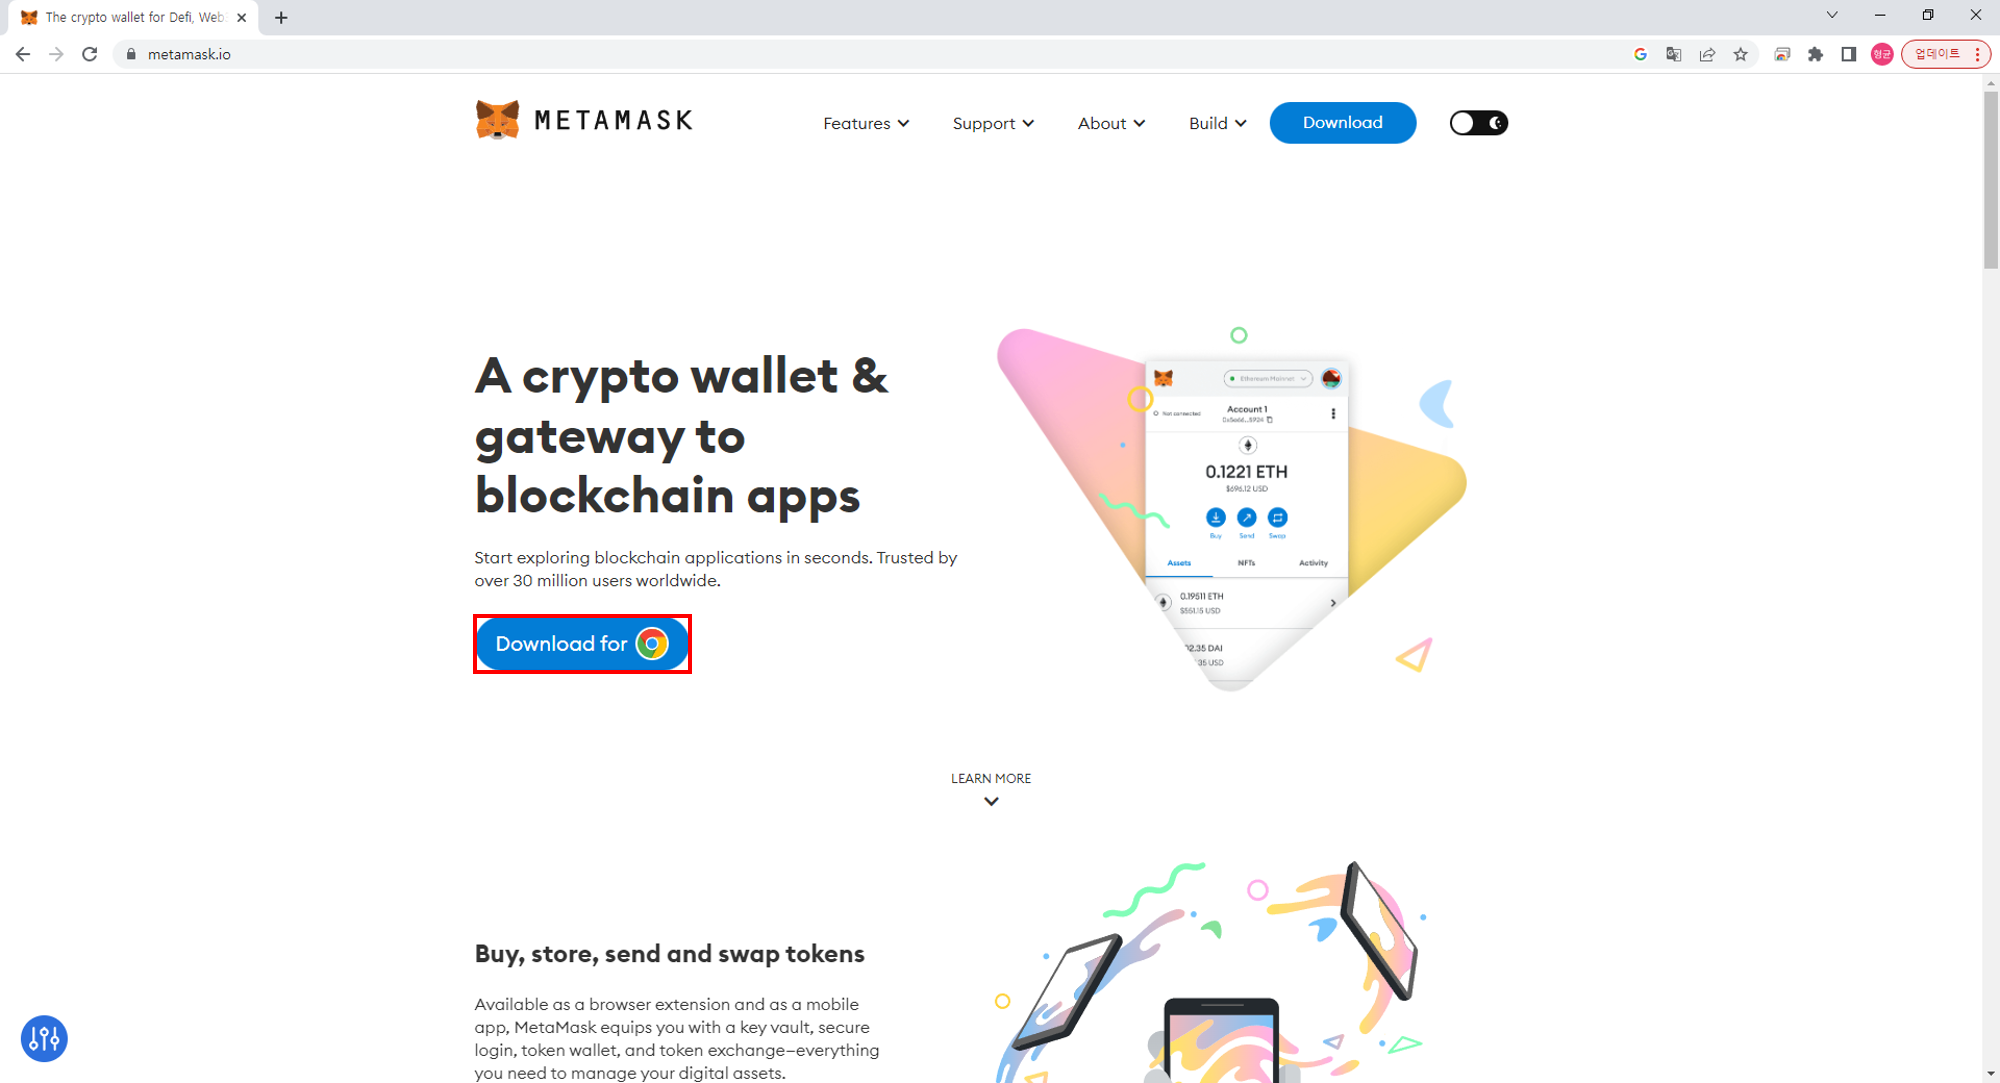 The crypto wallet for Defi, Web
metamask.io
형균
업데이트
METAMASK
Features
Support
About
Build
Download
A crypto wallet &
gateway to
blockchain apps
Start exploring blockchain applications in seconds. Trusted by
over 30 million users worldwide.
Download for
Ethereum Mainnet
Not connected
Account 1
0.1221 ETH
$696.12 USD
Buy
Send
Swap
Assets
NFTs
Activity
0.19511 ETH
$551.15 USD
2.35 DAI
35 USD
LEARN MORE
Buy, store, send and swap tokens
Available as a browser extension and as a mobile
app, MetaMask equips you with a key vault, secure
login, token wallet, and token exchange—everything
you need to manage your digital assets.